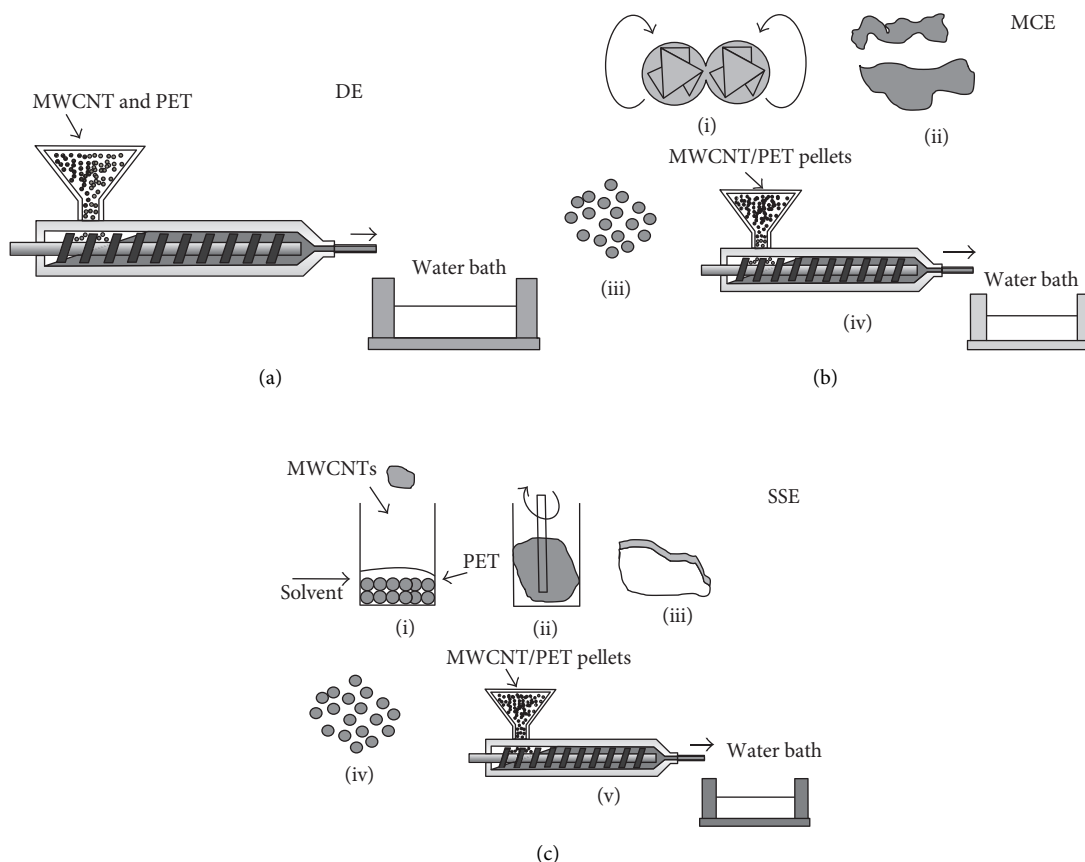 DE
MWCNT and PET
Water bath
(a)
MCE
(i)
(ii)
MWCNT/PET pellets
(iii)
Water bath
(iv)
(b)
SSE
MWCNTs
PET
Solvent
(i)
(ii)
(iii)
MWCNT/PET pellets
(iv)
Water bath
(v)
(c)